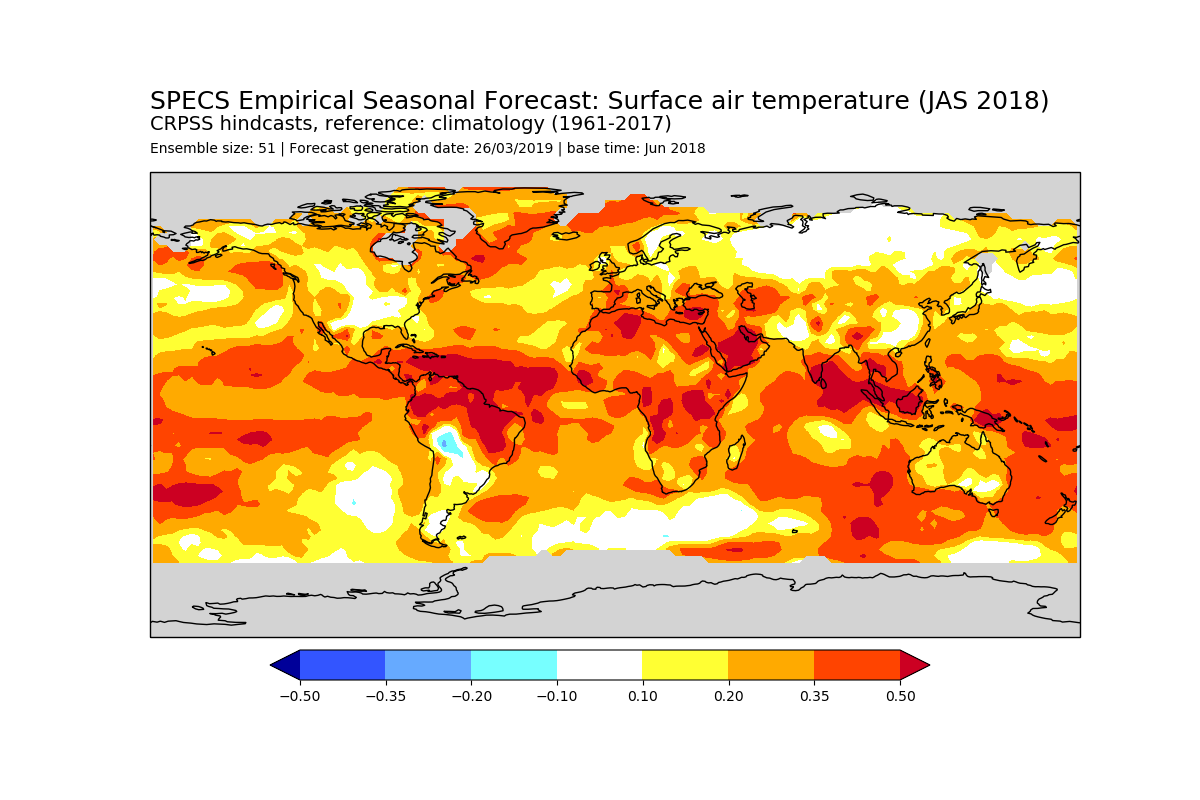 SPECS Empirical Seasonal Forecast: Surface air temperature (JAS 2018)
CRPSS hindcasts, reference: climatology (1961-2017)
Ensemble size: 51 | Forecast generation date: 26/03/2019 | base time: Jun 2018
−0.50 −0.35 −0.20 −0.10 0.10 0.20 0.35 0.50